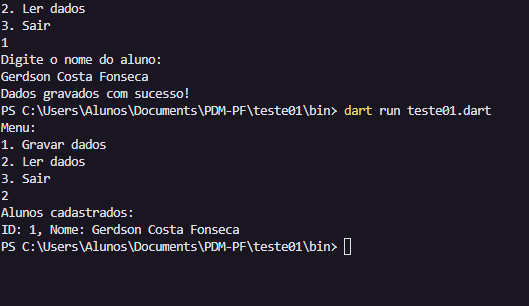 2. Ler dados
3. Sair
1
Digite o nome do aluno:
Gerdson Costa Fonseca
Dados gravados com sucesso!
PS C:\Users\Alunos\Documents\PDM-PF\teste01\bin> dart run teste01.dart
Menu:
1. Gravar dados
2. Ler dados
3. Sair
2
Alunos cadastrados:
ID: 1, Nome: Gerdson Costa Fonseca
PS C:\Users\Alunos\Documents\PDM-PF\teste01\bin>